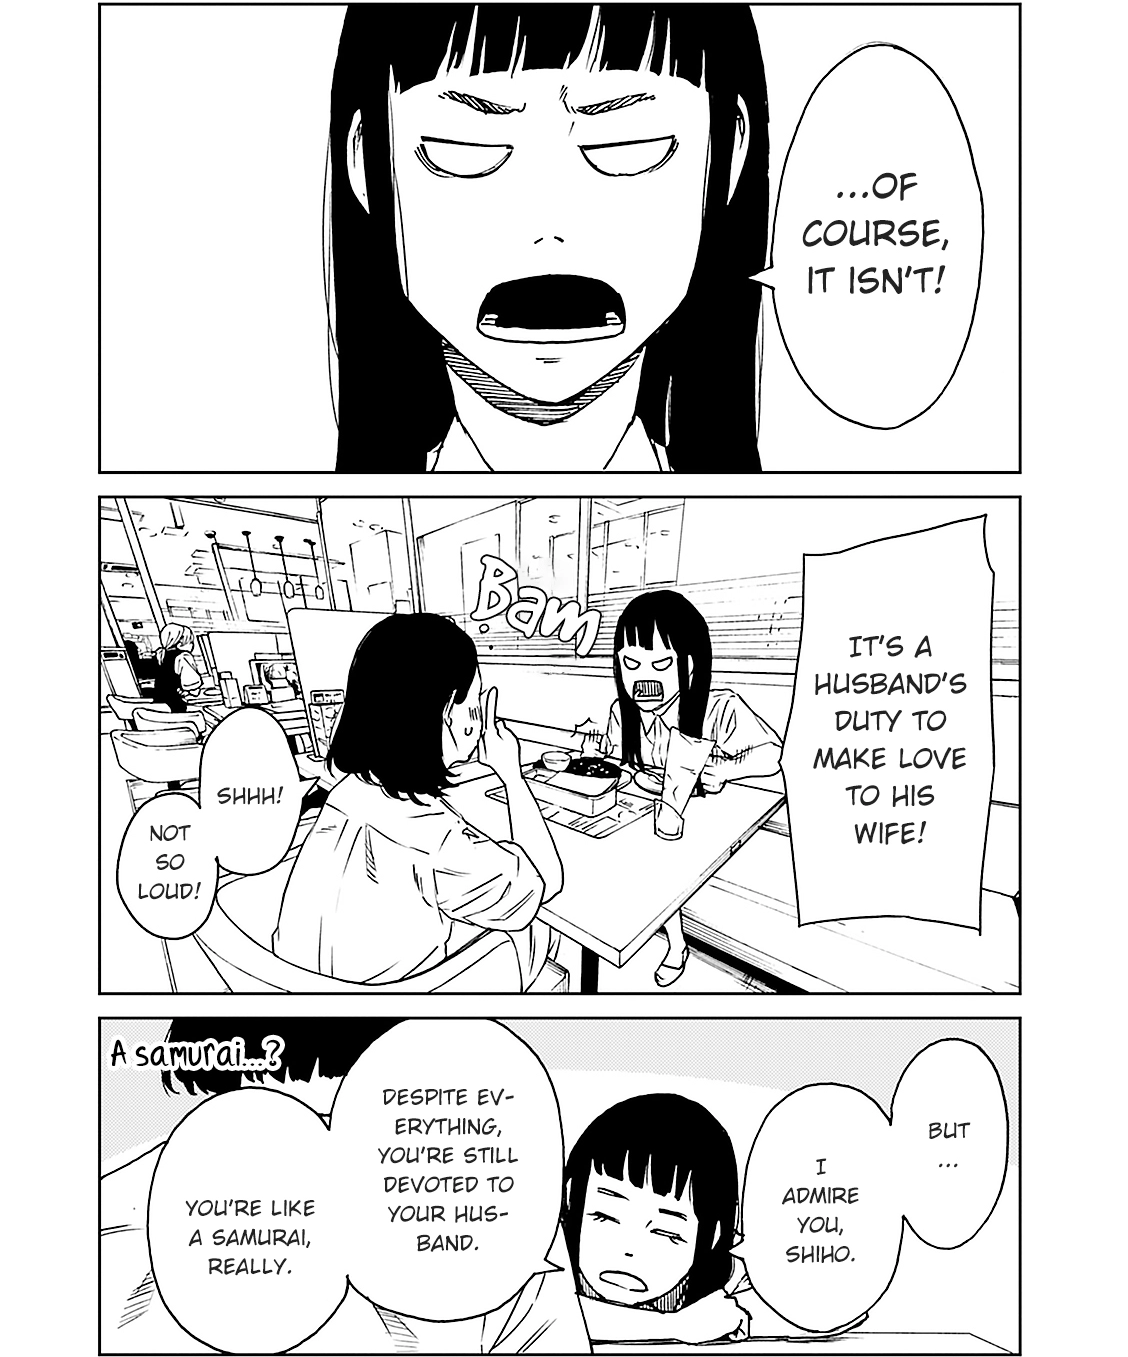 ...OF
COURSE,
IT ISN'T!
IT'S A
HUSBAND'S
DUTY TO
MAKE LOVE
TO HIS
WIFE!
Bam
SHHH!
NOT
SO
LOUD!
BUT
...
I
ADMIRE
YOU,
SHIHO.
DESPITE EV-
ERYTHING,
YOU'RE STILL
DEVOTED TO
YOUR HUS-
BAND.
YOU'RE LIKE
A SAMURAI,
REALLY.
A samurai...?